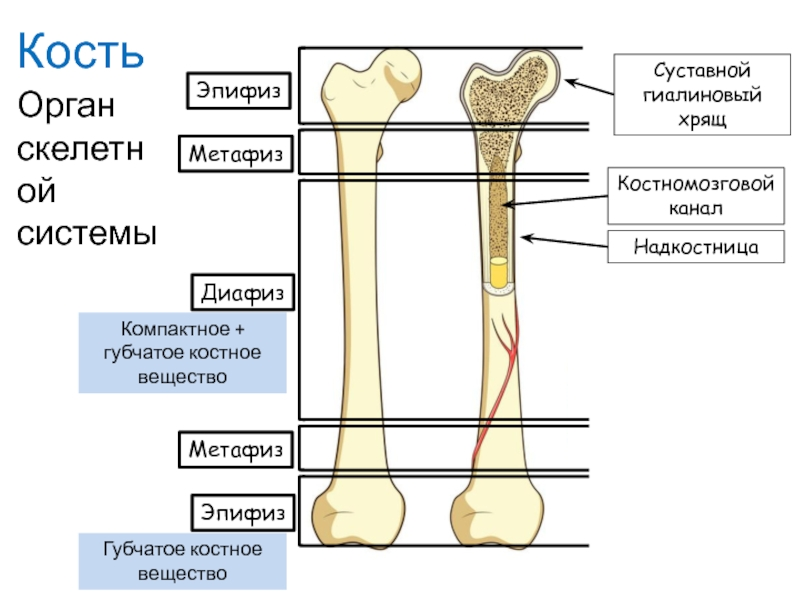 Кость
Орган
скелетн
ой
системы
Эпифиз
Метафиз
Диафиз
Компактное +
губчатое костное
вещество
Метафиз
Эпифиз
Губчатое костное
вещество
Суставной
гиалиновый
хрящ
Костномозговой
канал
Надкостница